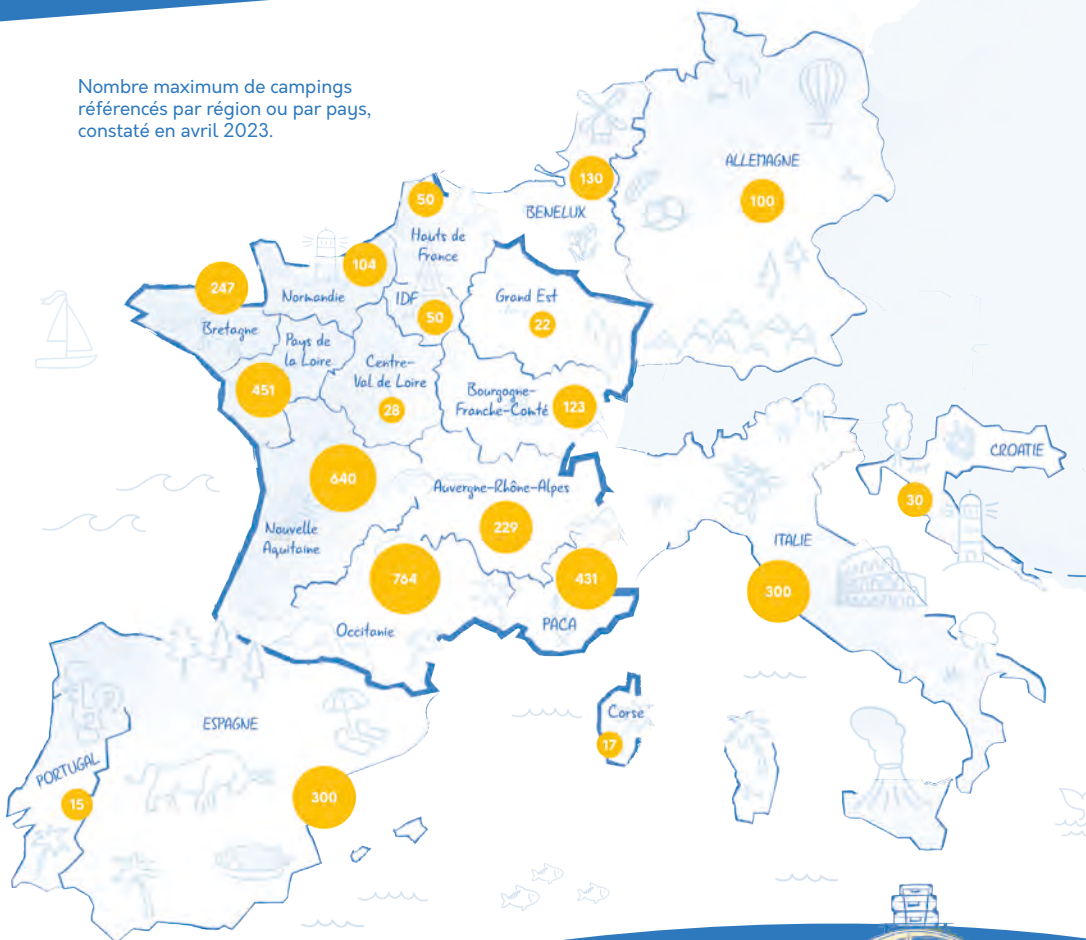 Nombre maximum de campings
référencés par région ou par pays,
constaté en avril 2023.
ALLEMAGNE
100
130
BENELUX
50
Hauts de
France
104
Normandie
247
Bretagne
IDF
50
Grand Est
22
Pays de
la Loire
451
Centre-
Val de Loire
28
Bourgogne-
Franche-Comté
123
CROATIE
30
640
Nouvelle
Aquitaine
Auvergne-Rhône-Alpes
229
ITALIE
300
764
Occitanie
431
PACA
Corse
17
ESPAGNE
300
PORTUGAL
15